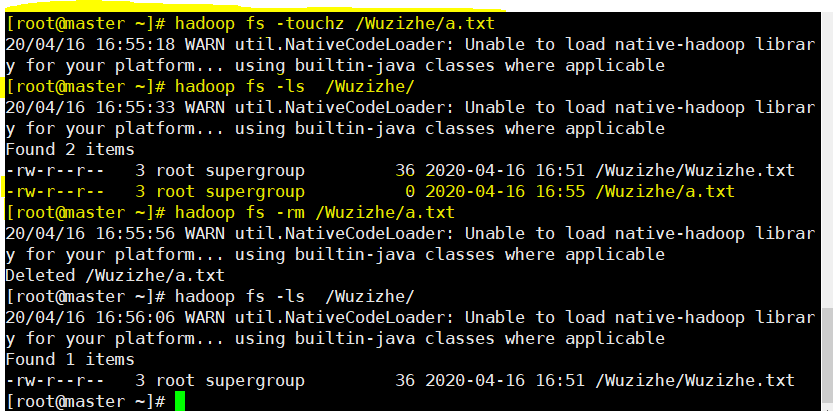 [root@master ~]# hadoop fs -touchz /Wuzizhe/a.txt
20/04/16 16:55:18 WARN util.NativeCodeLoader: Unable to load native-hadoop librar
y for your platform... using builtin-java classes where applicable
[root@master ~]# hadoop fs -ls  /Wuzizhe/
20/04/16 16:55:33 WARN util.NativeCodeLoader: Unable to load native-hadoop librar
y for your platform... using builtin-java classes where applicable
Found 2 items
-rw-r--r--   3 root supergroup         36 2020-04-16 16:51 /Wuzizhe/Wuzizhe.txt
-rw-r--r--   3 root supergroup          0 2020-04-16 16:55 /Wuzizhe/a.txt
[root@master ~]# hadoop fs -rm /Wuzizhe/a.txt
20/04/16 16:55:56 WARN util.NativeCodeLoader: Unable to load native-hadoop librar
y for your platform... using builtin-java classes where applicable
Deleted /Wuzizhe/a.txt
[root@master ~]# hadoop fs -ls  /Wuzizhe/
20/04/16 16:56:06 WARN util.NativeCodeLoader: Unable to load native-hadoop librar
y for your platform... using builtin-java classes where applicable
Found 1 items
-rw-r--r--   3 root supergroup         36 2020-04-16 16:51 /Wuzizhe/Wuzizhe.txt
[root@master ~]#